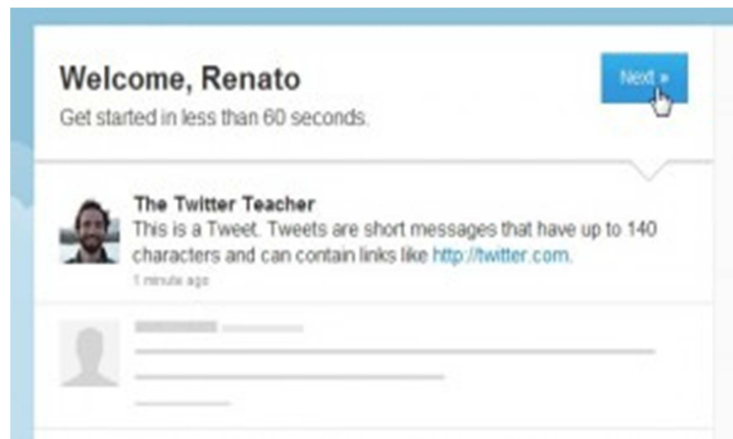 Welcome, Renato
Next »
Get started in less than 60 seconds.
The Twitter Teacher
This is a Tweet. Tweets are short messages that have up to 140
characters and can contain links like http://twitter.com.
1 minute ago